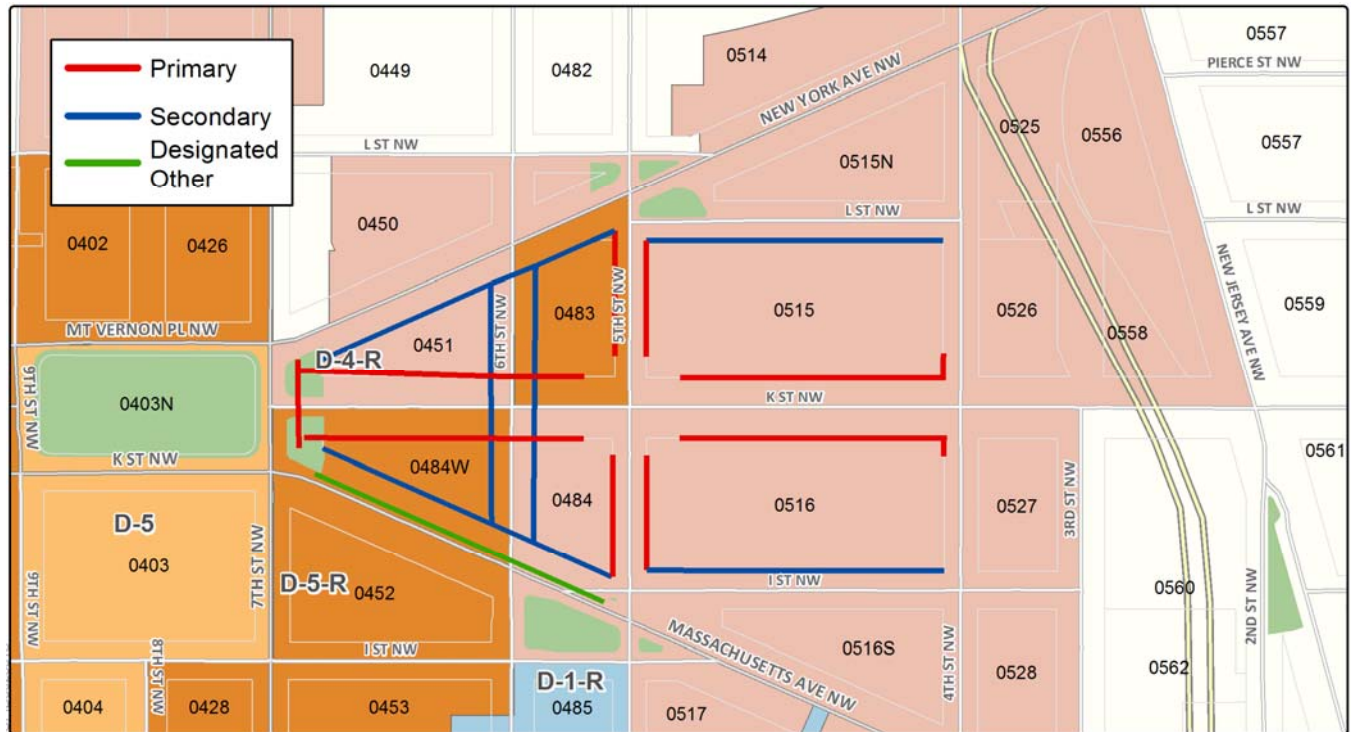 Primary
Secondary
Designated
Other
0449
0482
0514
NEW YORK AVE NW
0557
PIERCE ST NW
L ST NW
0525
0556
0557
0515N
0402
0426
0450
L ST NW
L ST NW
NEW JERSEY AVE NW
0483
5TH ST NW
6TH ST NW
0515
0526
0559
MT VERNON PL NW
0451
D-4-R
0558
9TH ST NW
0403N
K ST NW
K ST NW
0484W
0561
D-5
0484
0516
0527
3RD ST NW
0403
7TH ST NW
D-5-R
I ST NW
0560
2ND ST NW
9TH ST NW
0452
8TH ST NW
I ST NW
MASSACHUSETTS AVE NW
0516S
4TH ST NW
0528
0562
D-1-R
0404
0428
0453
0485
0517